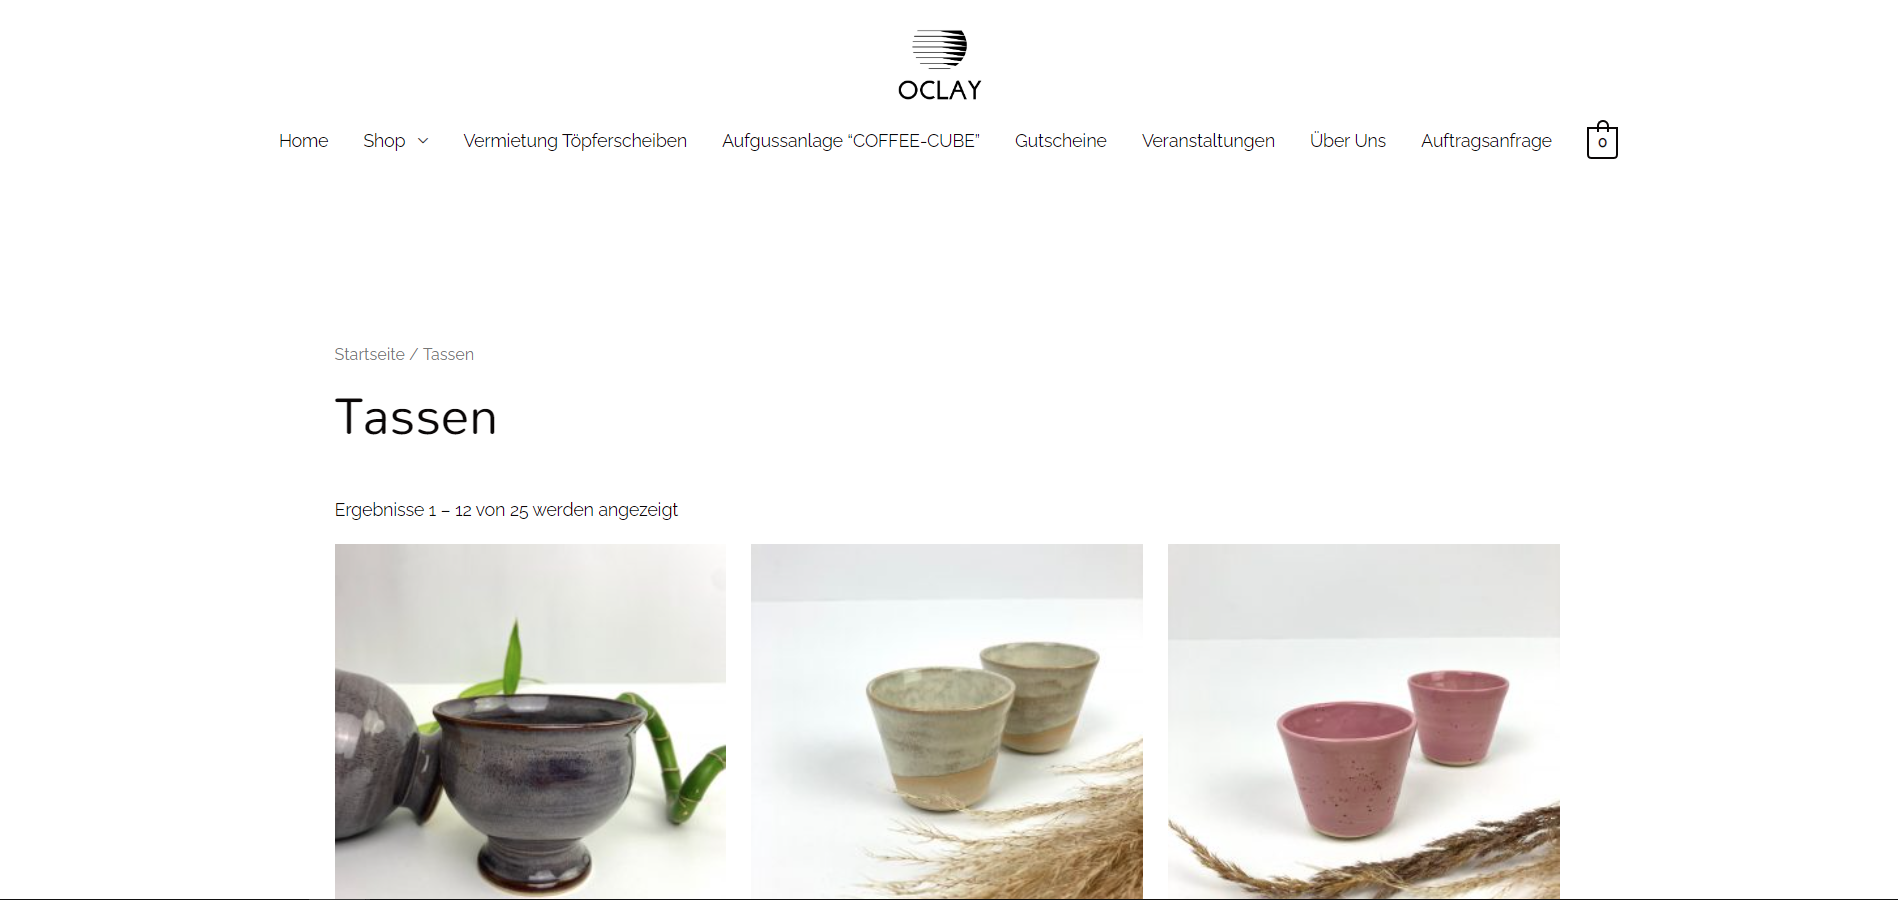 OCLAY
Home Shop Vermietung Töpferscheiben Aufgussanlage “COFFEE-CUBE” Gutscheine Veranstaltungen Über Uns Auftragsanfrage 0
Startseite / Tassen
Tassen
Ergebnisse 1 – 12 von 25 werden angezeigt